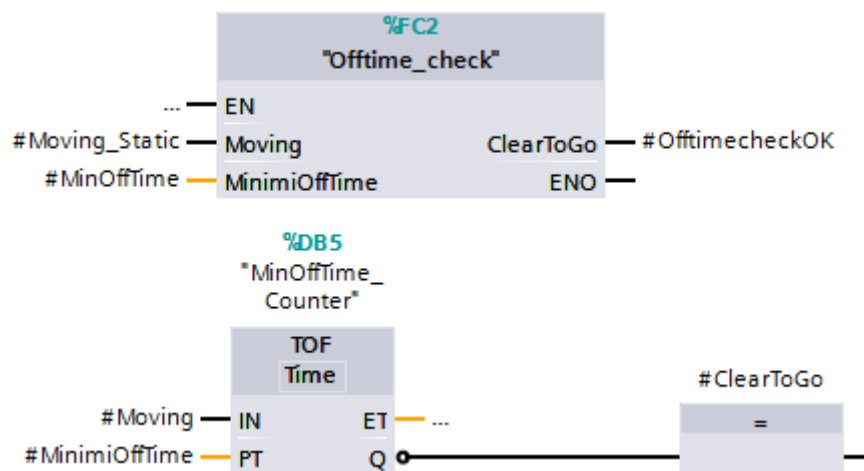 %FC2
"Offtime_check"
... EN
#Moving_Static Moving ClearToGo #OfftimecheckOK
#MinOffTime MinimiOffTime ENO
%DB5
"MinOffTime_
Counter"
TOF
Time
#ClearToGo
#Moving IN ET ... =
#MinimiOffTime PT Q